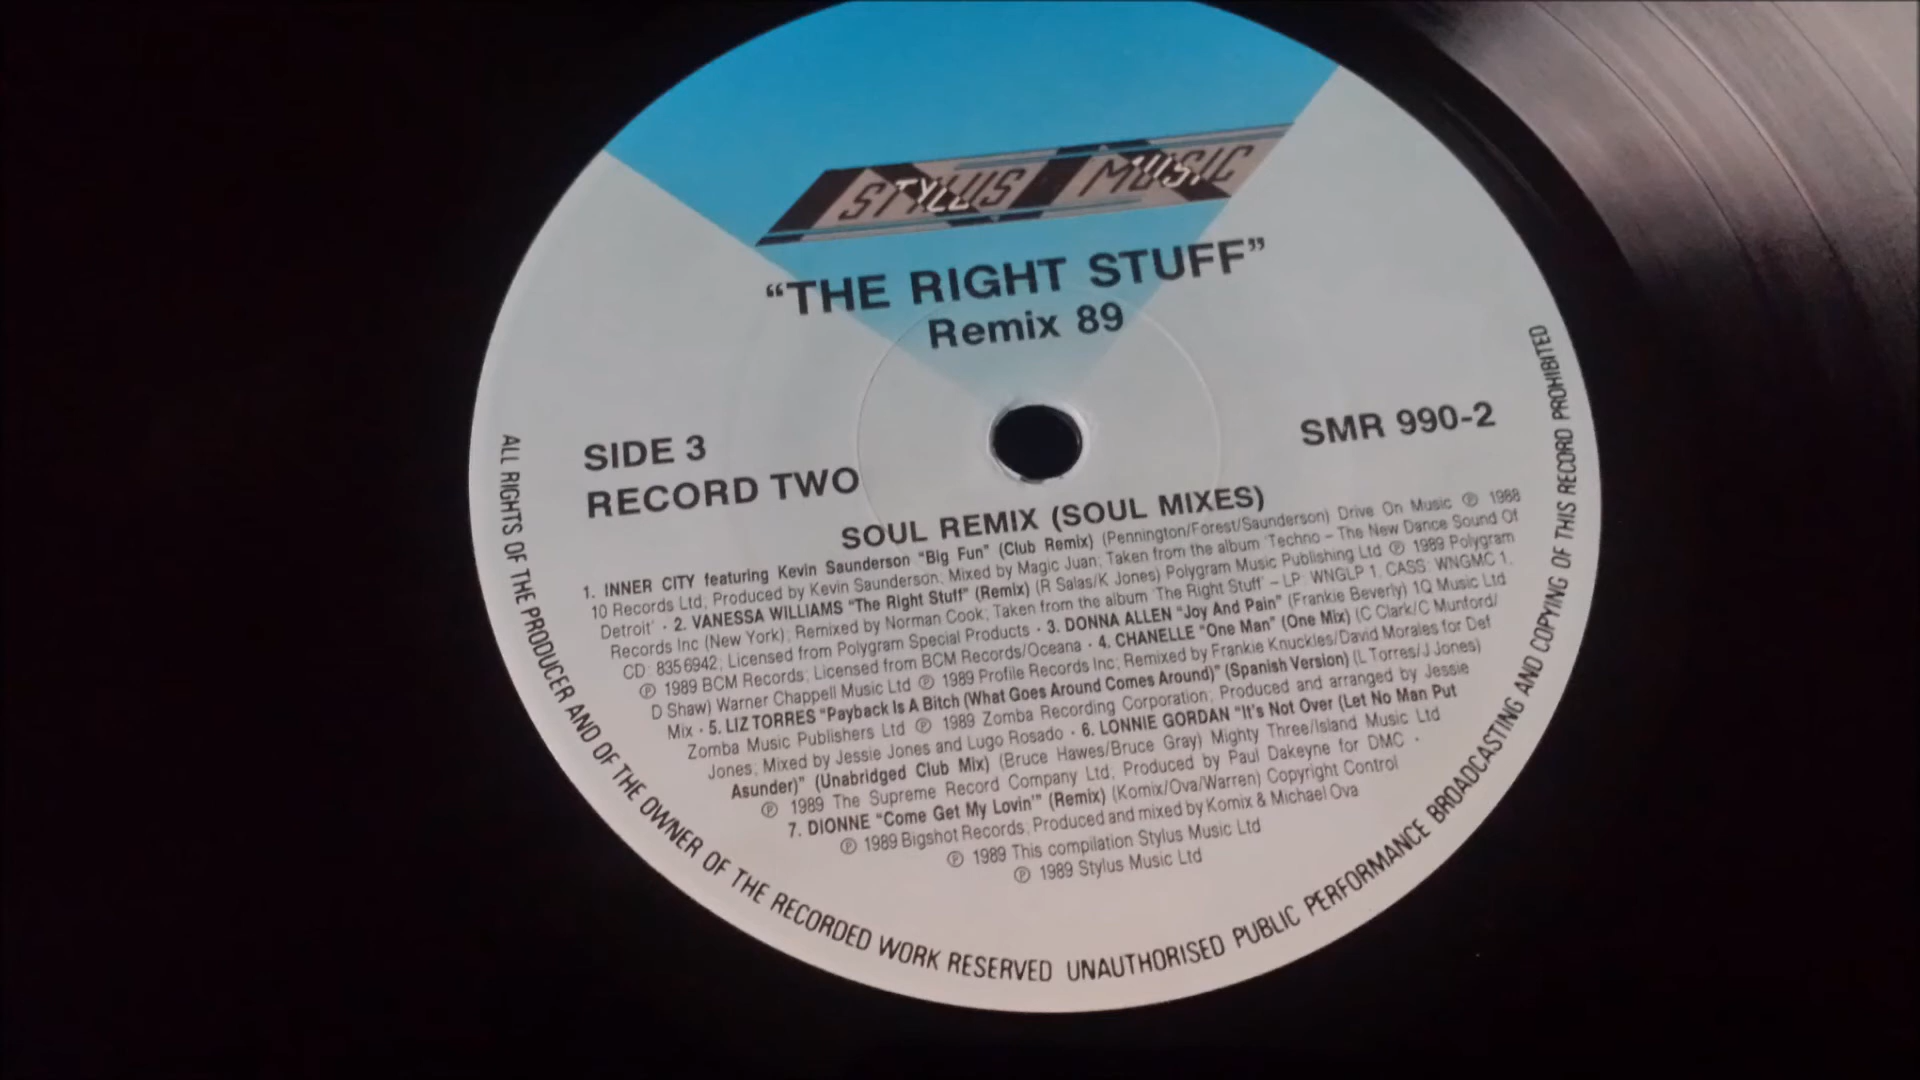 STYLUS MUSIC
“THE RIGHT STUFF”
Remix 89
SIDE 3
RECORD TWO
SMR 990-2
SOUL REMIX (SOUL MIXES)
1. INNER CITY featuring Kevin Saunderson “Big Fun” (Club Remix) (Pennington/Forest/Saunderson) Drive On Music ℗ 1988
10 Records Ltd; Produced by Kevin Saunderson; Mixed by Magic Juan; Taken from the album ‘Techno – The New Dance Sound Of
Detroit’ · 2. VANESSA WILLIAMS “The Right Stuff” (Remix) (R Salas/K Jones) Polygram Music Publishing Ltd ℗ 1989 Polygram
Records Inc (New York); Remixed by Norman Cook; Taken from the album ‘The Right Stuff’ – LP: WNGLP 1, CASS: WNGMC 1,
CD: 835 6942; Licensed from Polygram Special Products · 3. DONNA ALLEN “Joy And Pain” (Frankie Beverly) 1Q Music Ltd
℗ 1989 BCM Records; Licensed from BCM Records/Oceana · 4. CHANELLE “One Man” (One Mix) (C Clark/C Munford/
D Shaw) Warner Chappell Music Ltd ℗ 1989 Profile Records Inc; Remixed by Frankie Knuckles/David Morales for Def
Mix · 5. LIZ TORRES “Payback Is A Bitch (What Goes Around Comes Around)” (Spanish Version) (L Torres/J Jones)
Zomba Music Publishers Ltd ℗ 1989 Zomba Recording Corporation; Produced and arranged by Jessie
Jones; Mixed by Jessie Jones and Lugo Rosado · 6. LONNIE GORDAN “It’s Not Over (Let No Man Put
Asunder)” (Unabridged Club Mix) (Bruce Hawes/Bruce Gray) Mighty Three/Island Music Ltd
℗ 1989 The Supreme Record Company Ltd; Produced by Paul Dakeyne for DMC ·
7. DIONNE “Come Get My Lovin’” (Remix) (Komix/Ova/Warren) Copyright Control
℗ 1989 Bigshot Records; Produced and mixed by Komix & Michael Ova
℗ 1989 This compilation Stylus Music Ltd
℗ 1989 Stylus Music Ltd
ALL RIGHTS OF THE PRODUCER AND OF THE OWNER OF THE RECORDED WORK RESERVED UNAUTHORISED PUBLIC PERFORMANCE BROADCASTING AND COPYING OF THIS RECORD PROHIBITED